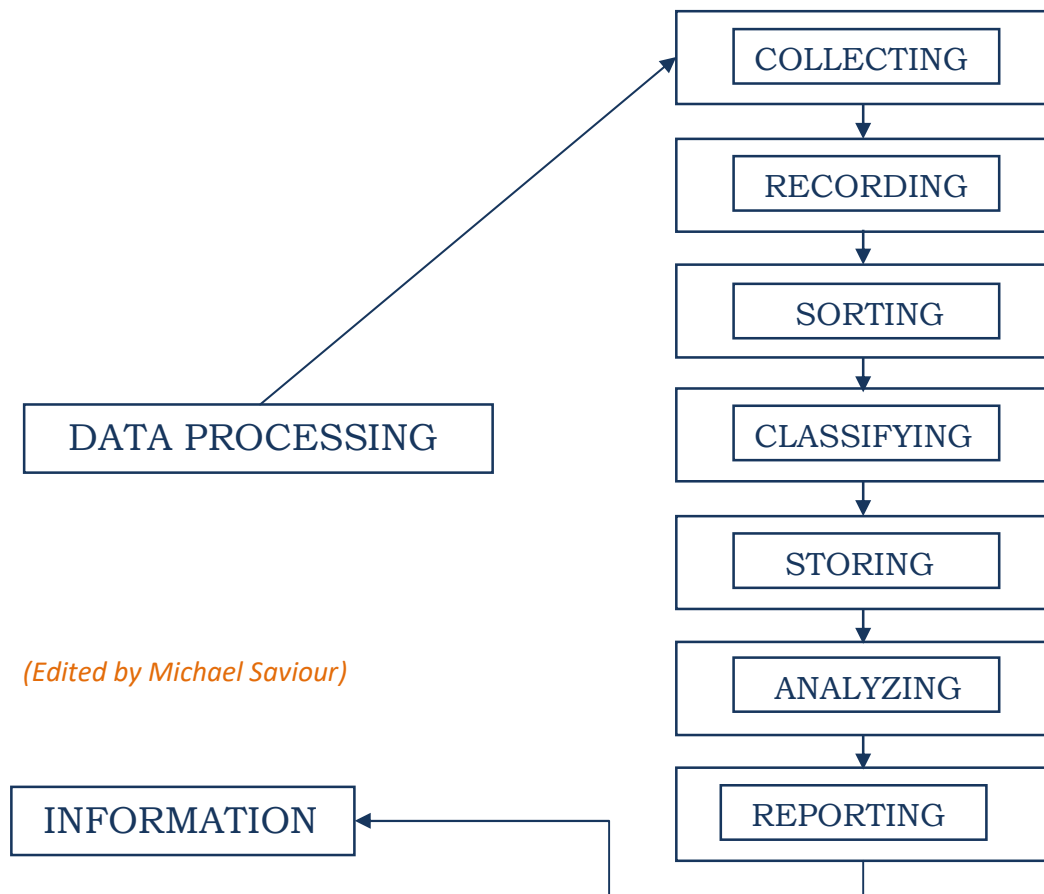 COLLECTING
RECORDING
SORTING
DATA PROCESSING
CLASSIFYING
STORING
(Edited by Michael Saviour)
ANALYZING
INFORMATION
REPORTING